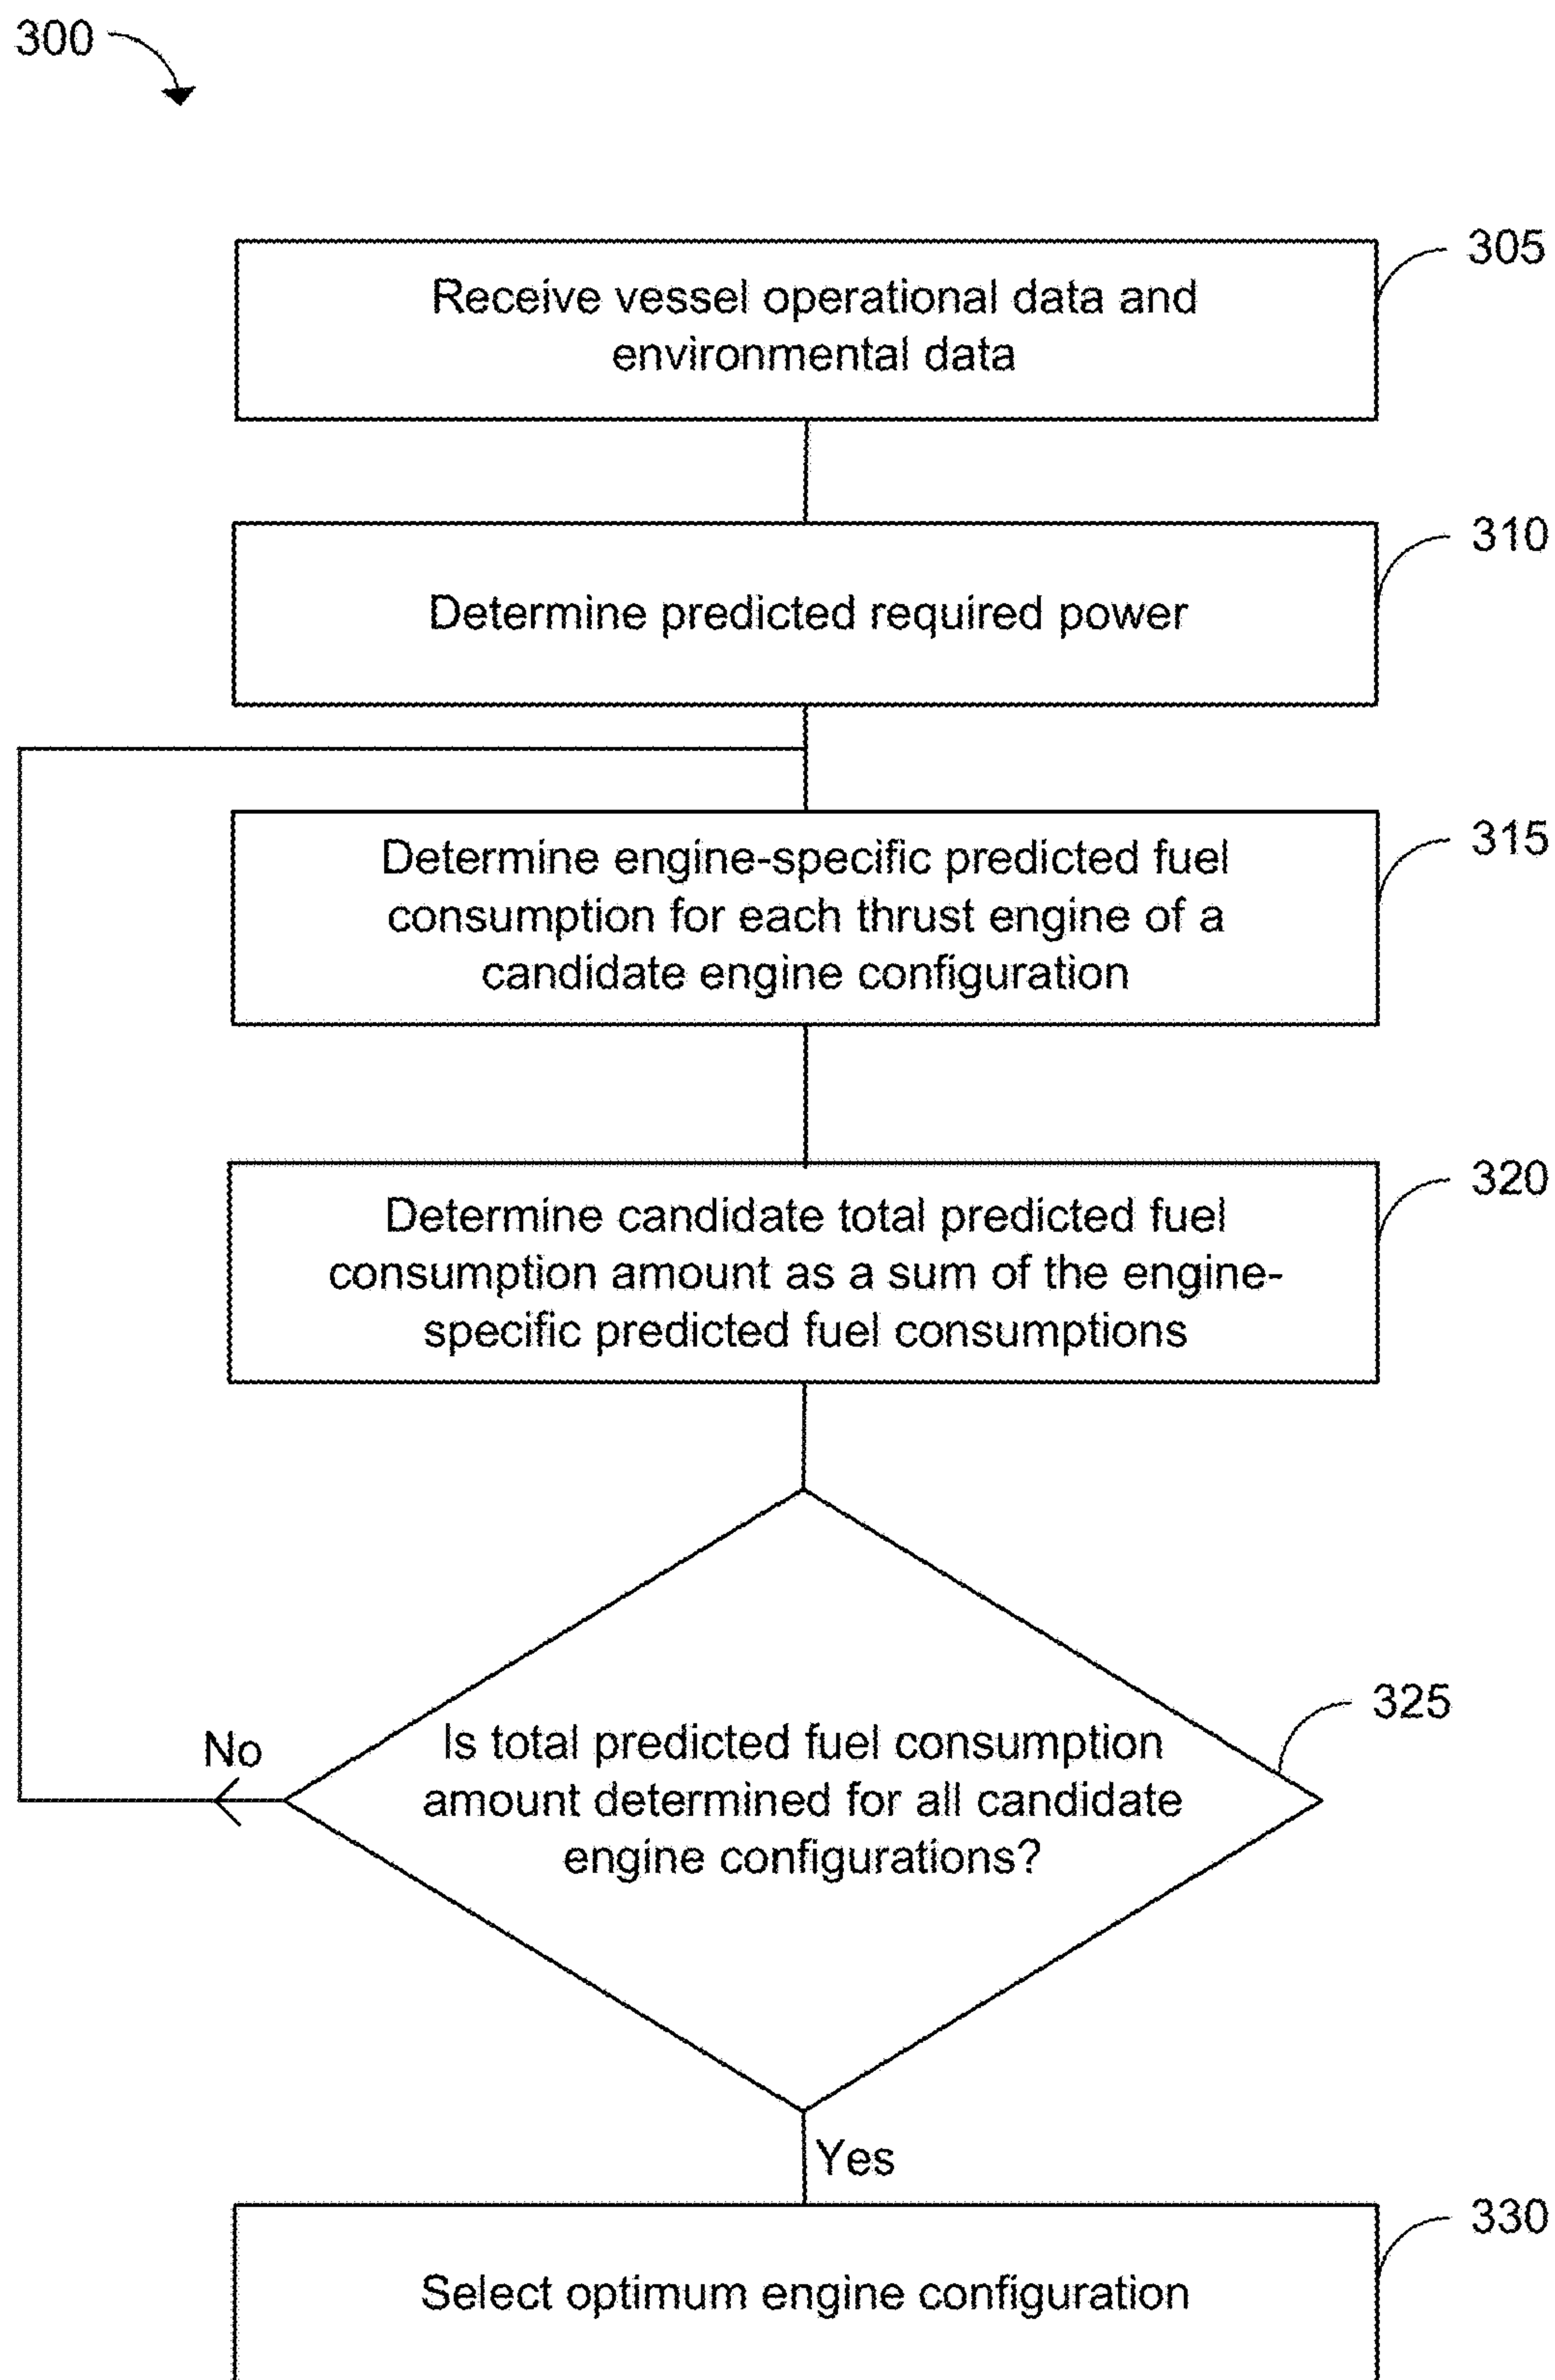 300
305
Receive vessel operational data and
environmental data
310
Determine predicted required power
315
Determine engine-specific predicted fuel
consumption for each thrust engine of a
candidate engine configuration
320
Determine candidate total predicted fuel
consumption amount as a sum of the engine-
specific predicted fuel consumptions
325
No
Is total predicted fuel consumption
amount determined for all candidate
engine configurations?
Yes
330
Select optimum engine configuration